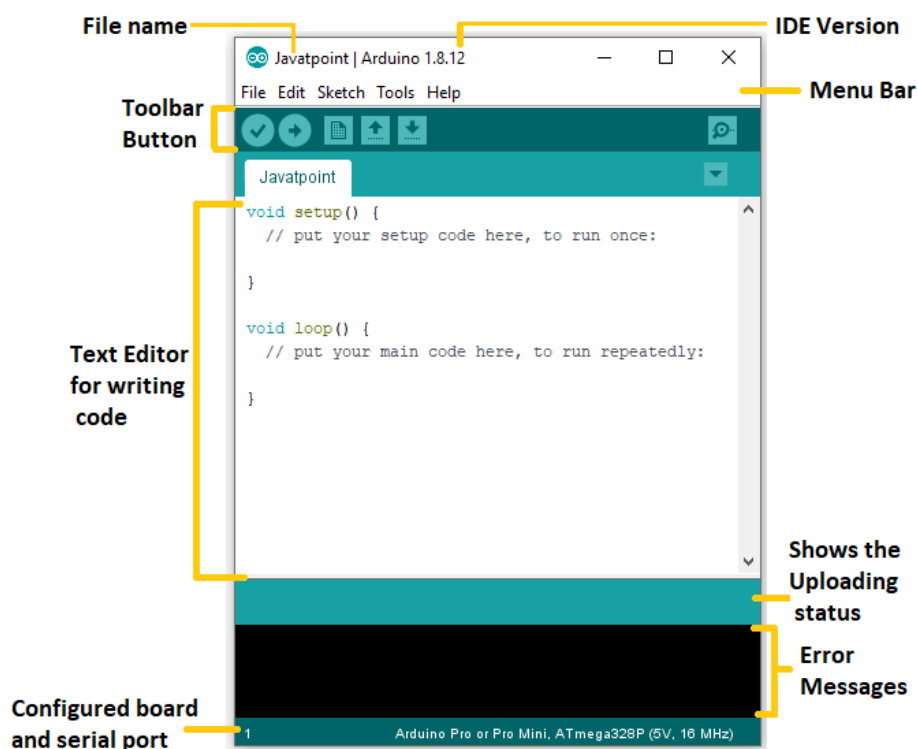 File name
IDE Version
Javatpoint | Arduino 1.8.12
File Edit Sketch Tools Help
Menu Bar
Toolbar
Button
Javatpoint
void setup() {
// put your setup code here, to run once:
}
void loop() {
// put your main code here, to run repeatedly:
}
Text Editor
for writing
code
Shows the
Uploading
status
Error
Messages
Configured board
and serial port
1
Arduino Pro or Pro Mini, ATmega328P (5V, 16 MHz)